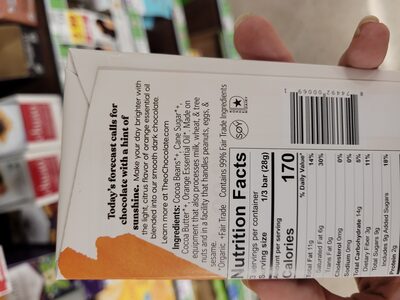 Today's forecast calls for
chocolate with a hint of
sunshine. Make your day brighter with
the light, citrus flavor of orange essential oil
blended into our smooth dark chocolate.
Learn more at TheoChocolate.com
Ingredients: Cocoa Beans*+, Cane Sugar*+,
Cocoa Butter*+, Orange Essential Oil*. Made on
equipment that also processes milk, wheat, & tree
nuts and in a facility that handles peanuts, eggs, &
sesame.
*Organic +Fair Trade. Contains 99% Fair Trade Ingredients
SOY
Nutrition Facts
servings per container
Serving size 1/3 bar (28g)
Amount per serving
Calories 170
% Daily Value*
Total Fat 11g 14%
Saturated Fat 6g 30%
Trans Fat 0g
Cholesterol 0mg 0%
Sodium 0mg 0%
Total Carbohydrate 14g 5%
Dietary Fiber 3g 11%
Total Sugars 9g
Includes 9g Added Sugars 18%
Protein 2g